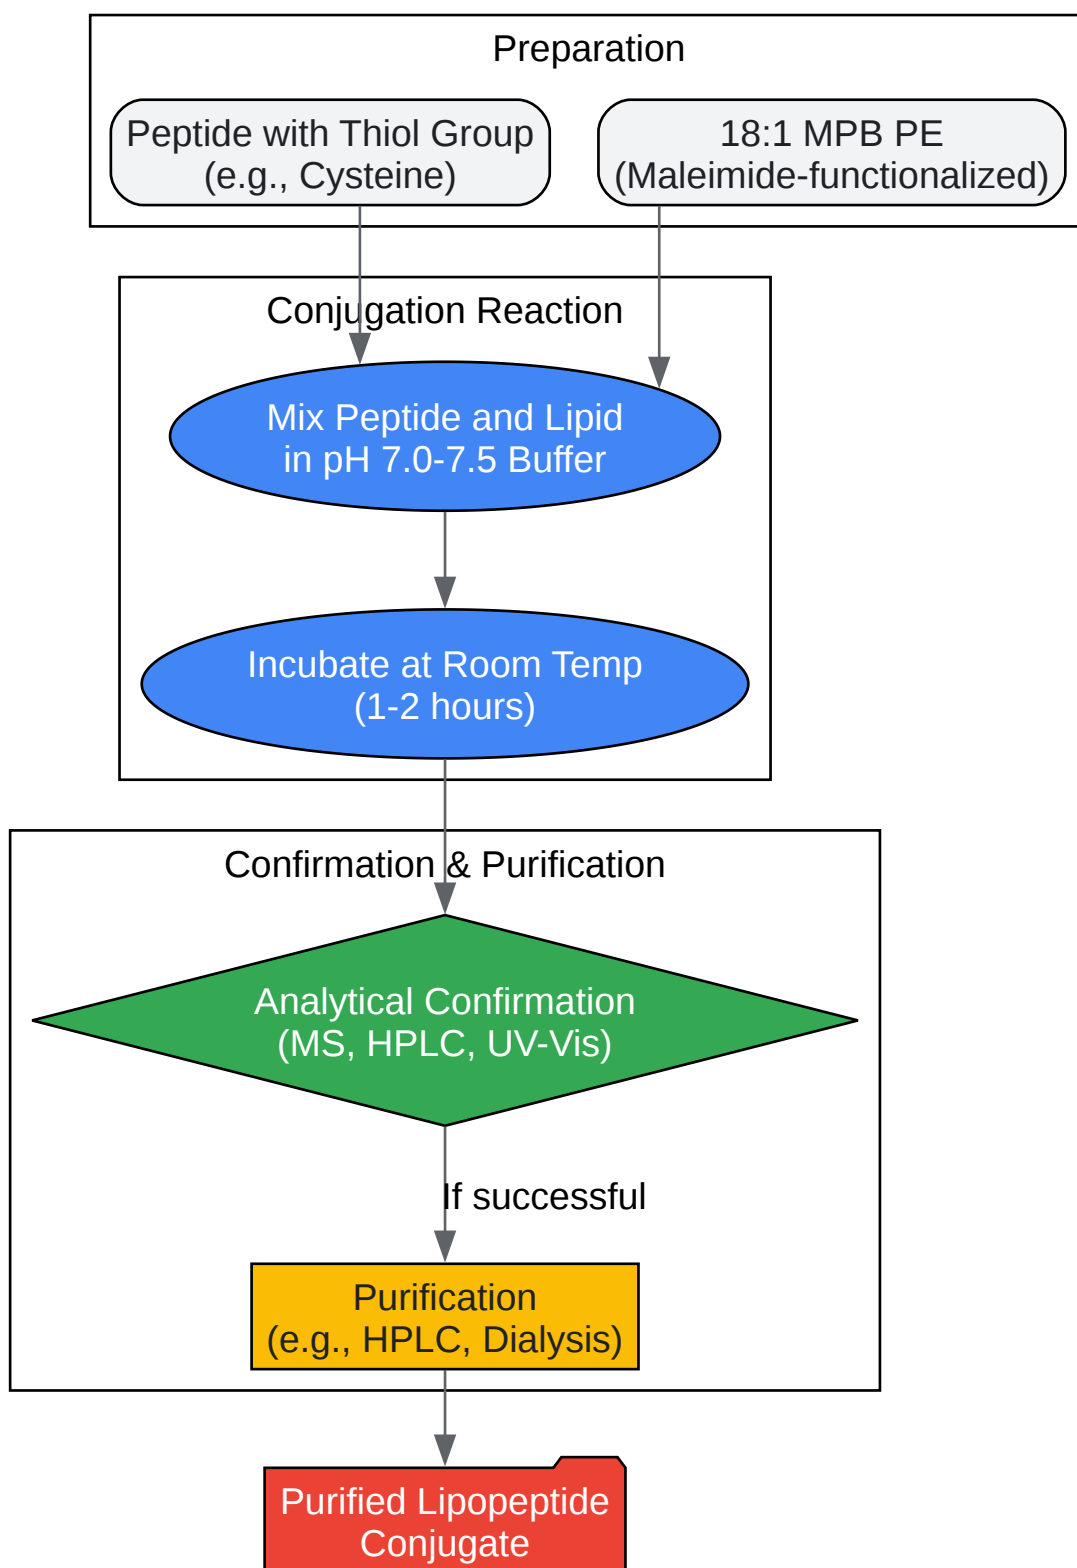 Preparation
Peptide with Thiol Group
(e.g., Cysteine)
18:1 MPB PE
(Maleimide-functionalized)
Conjugation Reaction
Mix Peptide and Lipid
in pH 7.0-7.5 Buffer
Incubate at Room Temp
(1-2 hours)
Confirmation & Purification
Analytical Confirmation
(MS, HPLC, UV-Vis)
If successful
Purification
(e.g., HPLC, Dialysis)
Purified Lipopeptide
Conjugate